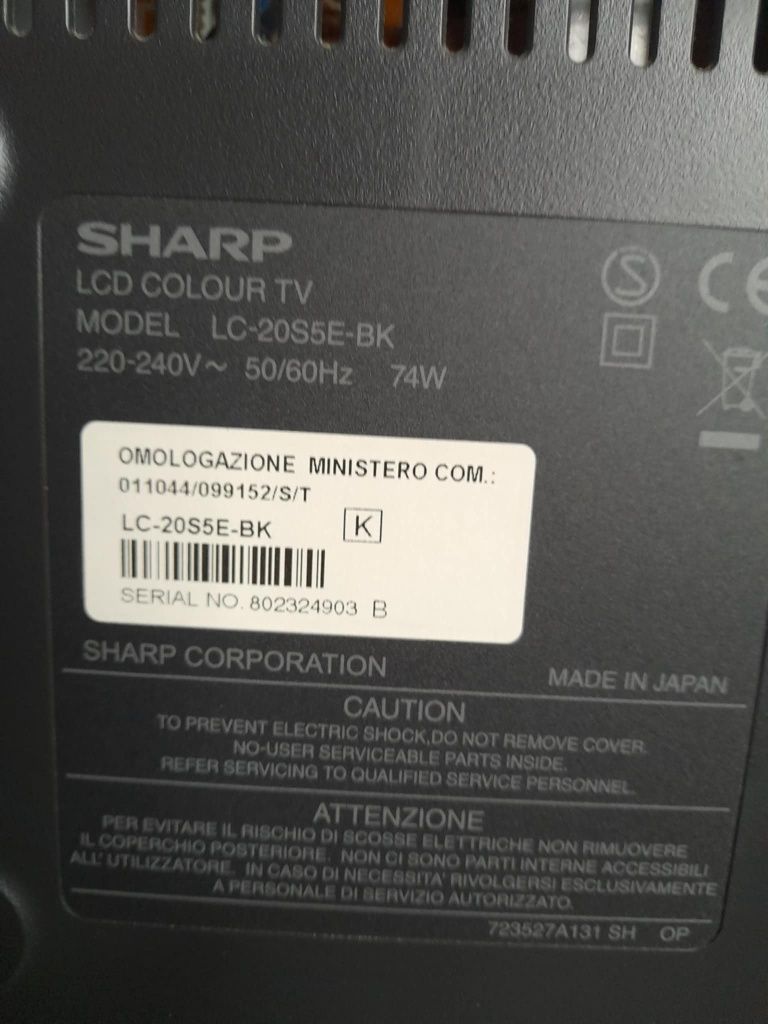 SHARP
LCD COLOUR TV
MODEL LC-20S5E-BK
220-240V~ 50/60Hz 74W
S
CE
OMOLOGAZIONE MINISTERO COM.:
011044/099152/S/T
LC-20S5E-BK K
SERIAL NO. 802324903 B
SHARP CORPORATION
MADE IN JAPAN
CAUTION
TO PREVENT ELECTRIC SHOCK,DO NOT REMOVE COVER.
NO-USER SERVICEABLE PARTS INSIDE.
REFER SERVICING TO QUALIFIED SERVICE PERSONNEL.
ATTENZIONE
PER EVITARE IL RISCHIO DI SCOSSE ELETTRICHE NON RIMUOVERE
IL COPERCHIO POSTERIORE. NON CI SONO PARTI INTERNE ACCESSIBILI
ALL'UTILIZZATORE. IN CASO DI NECESSITA' RIVOLGERSI ESCLUSIVAMENTE
A PERSONALE DI SERVIZIO AUTORIZZATO.
723527A131 SH OP